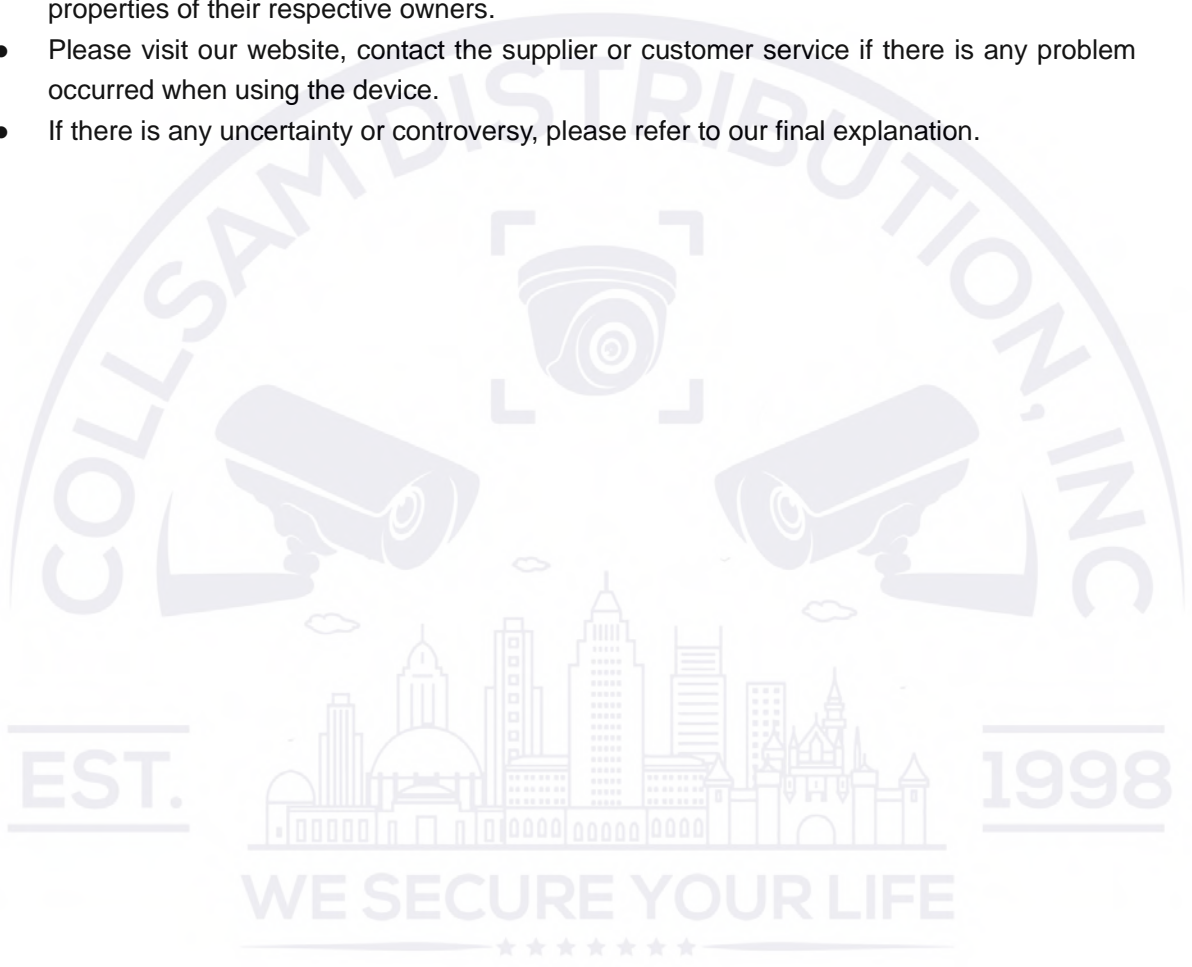 properties of their respective owners.
● Please visit our website, contact the supplier or customer service if there is any problem
occurred when using the device.
● If there is any uncertainty or controversy, please refer to our final explanation.
COLLSAM DISTRIBUTION, INC
EST.
1998
WE SECURE YOUR LIFE